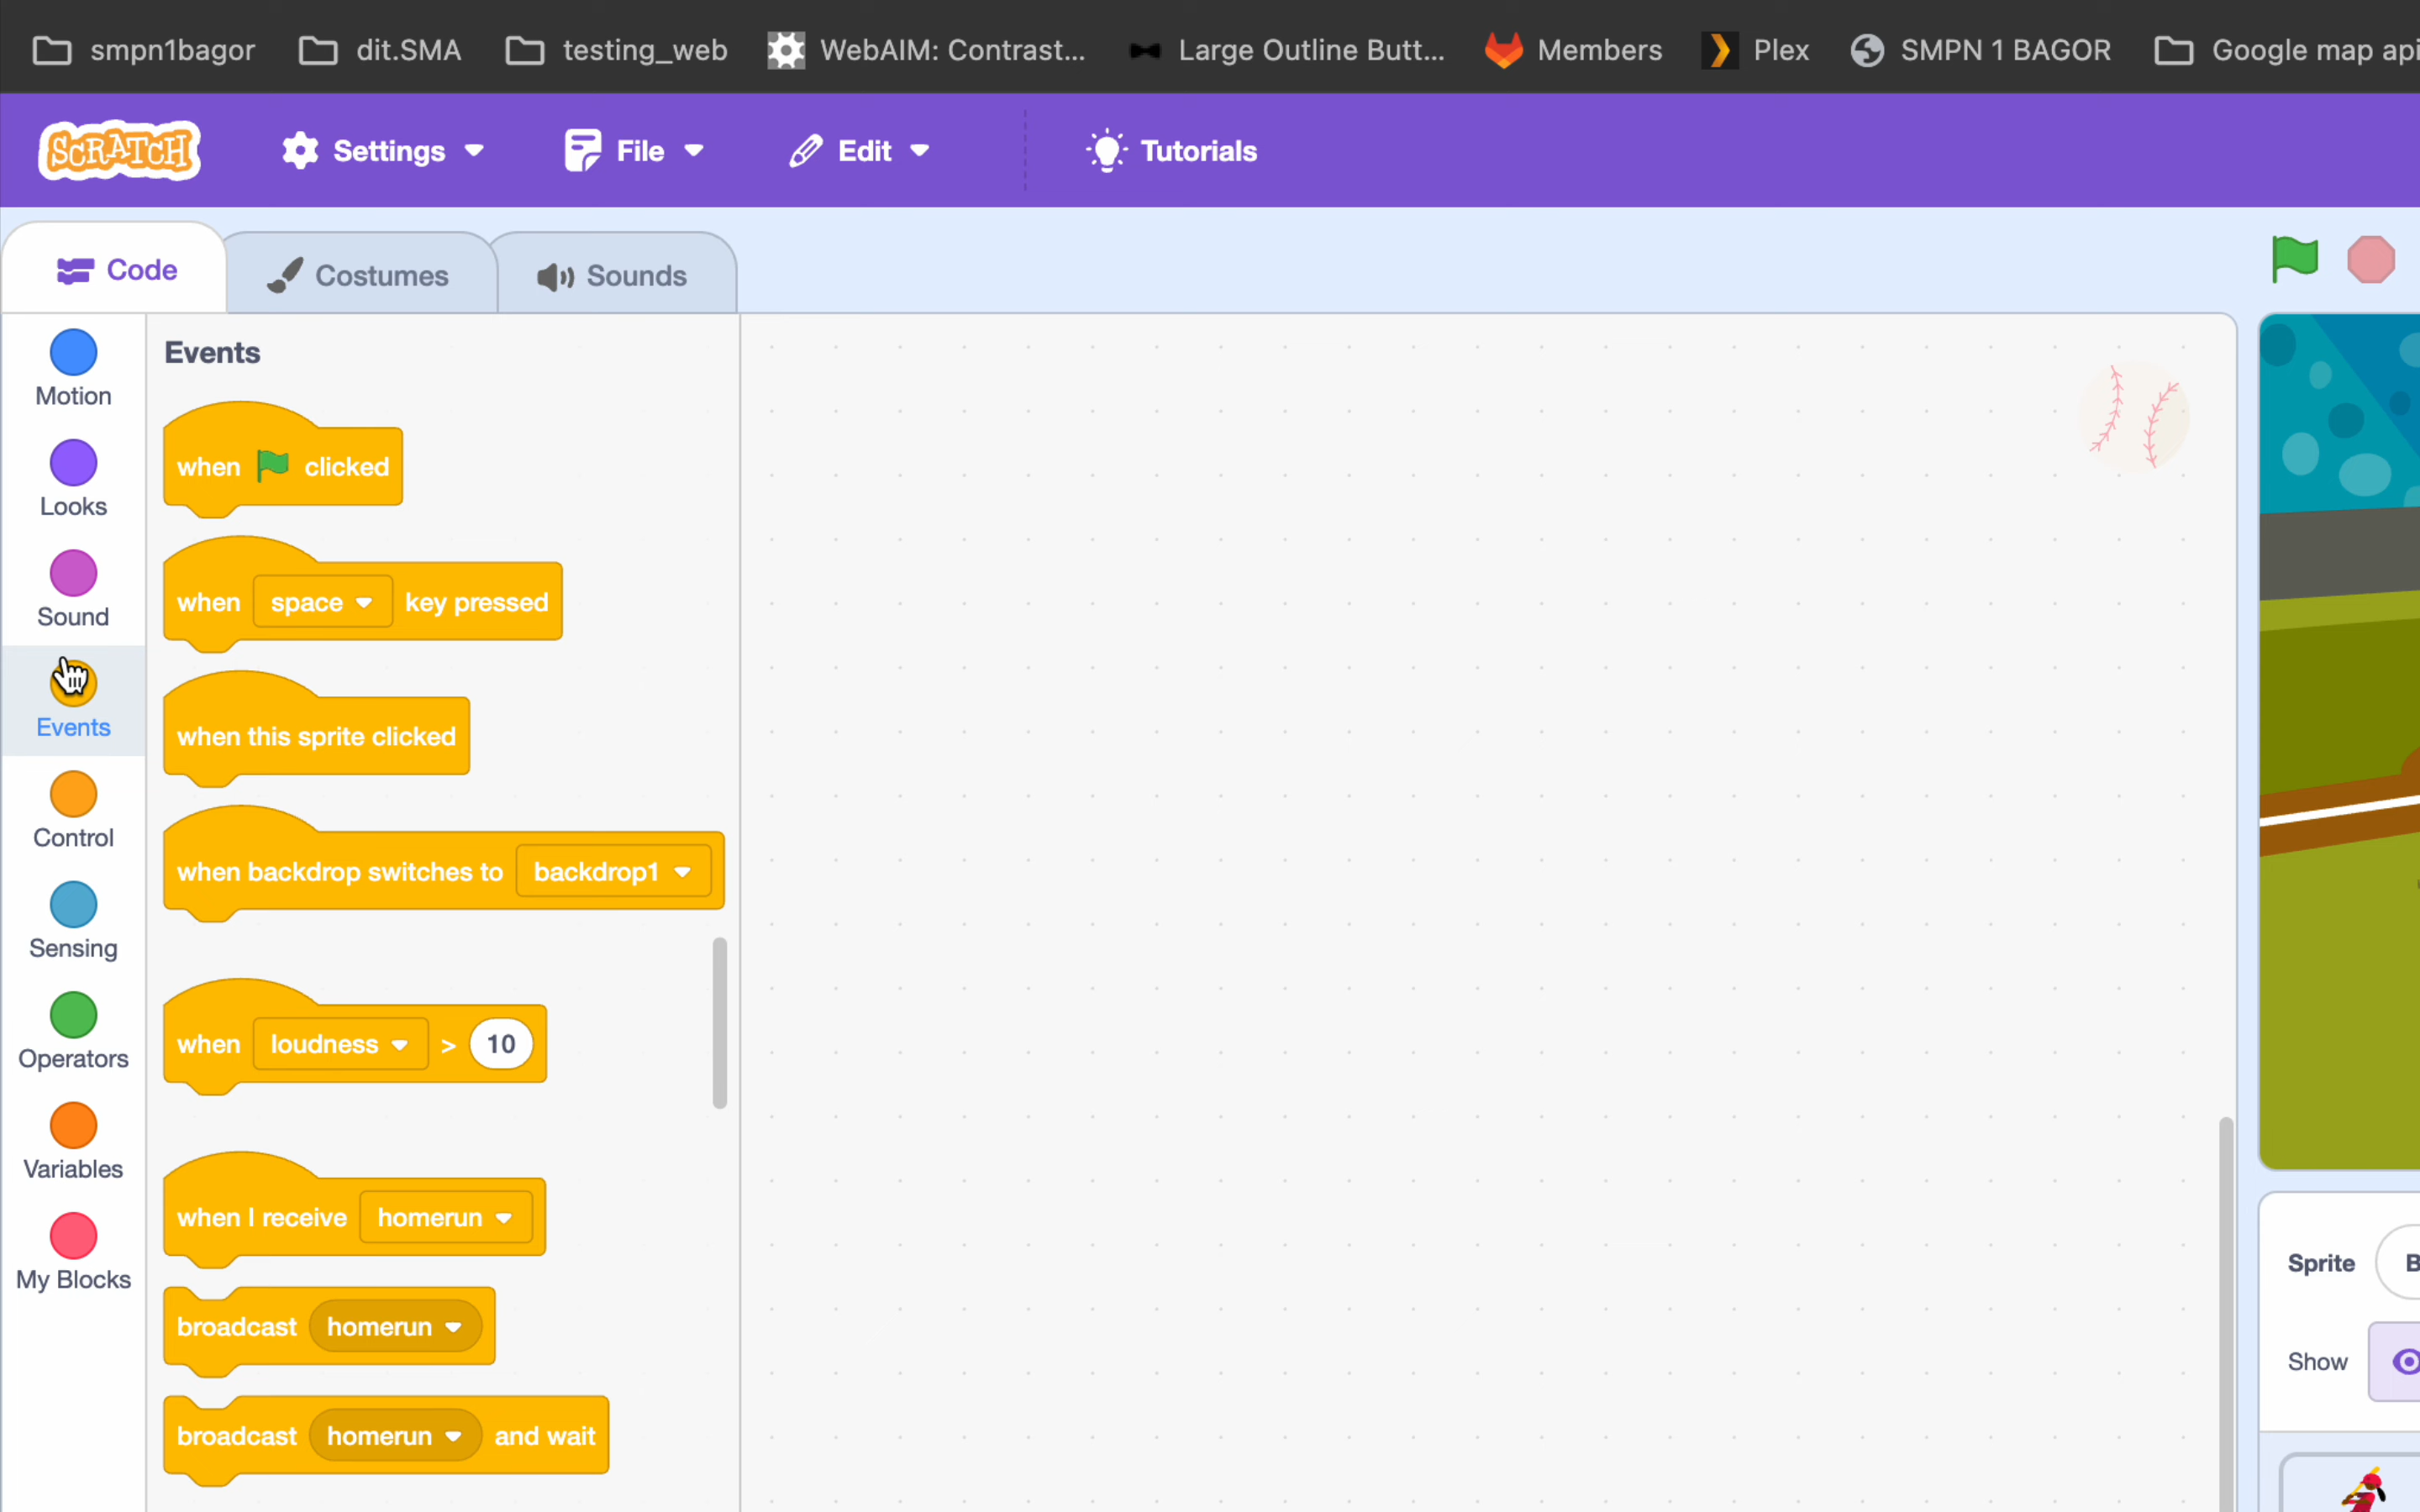 smpn1bagor dit.SMA testing_web WebAIM: Contrast... Large Outline Butt... Members Plex SMPN 1 BAGOR Google map api
SCRATCH Settings File Edit Tutorials
Code Costumes Sounds
Motion
Looks
Sound
Events
Control
Sensing
Operators
Variables
My Blocks
Events
when clicked
when space key pressed
when this sprite clicked
when backdrop switches to backdrop1
when loudness > 10
when I receive homerun
broadcast homerun
broadcast homerun and wait
Sprite B
Show